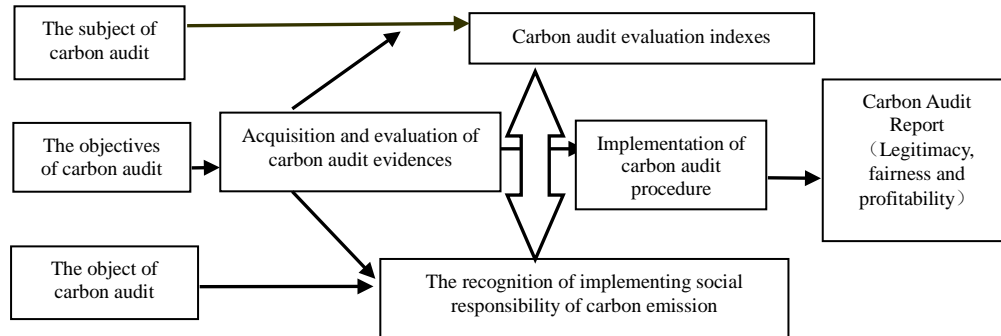 The subject of
carbon audit
Carbon audit evaluation indexes
The objectives
of carbon audit
Acquisition and evaluation of
carbon audit evidences
Implementation of
carbon audit
procedure
Carbon Audit
Report
（Legitimacy,
fairness and
profitability）
The object of
carbon audit
The recognition of implementing social
responsibility of carbon emission